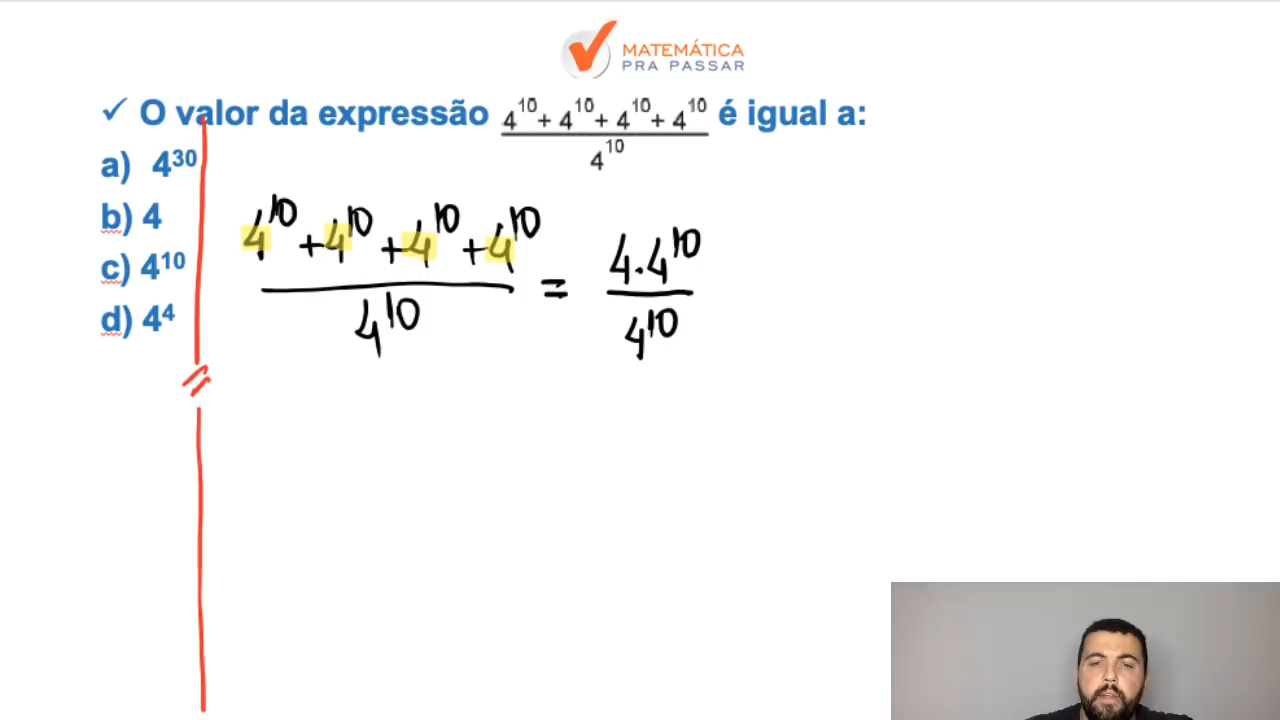 MATEMÁTICA
PRA PASSAR
✓ O valor da expressão (4¹⁰ + 4¹⁰ + 4¹⁰ + 4¹⁰)/4¹⁰ é igual a:
a) 4³⁰
b) 4
c) 4¹⁰
d) 4⁴
(4¹⁰ + 4¹⁰ + 4¹⁰ + 4¹⁰)/4¹⁰ = (4 . 4¹⁰)/4¹⁰